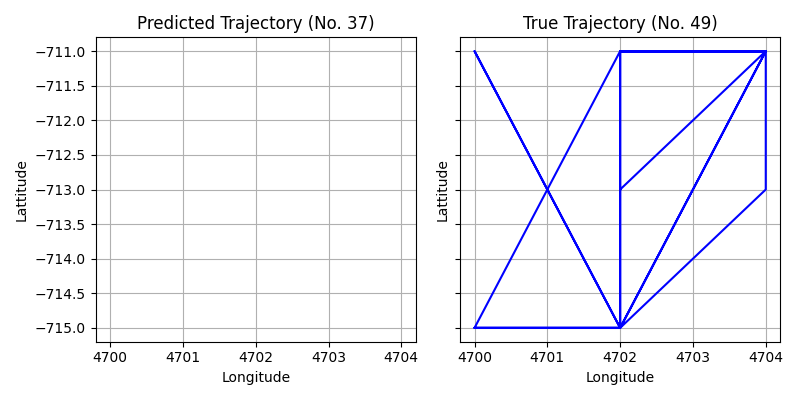 Predicted Trajectory (No. 37)
True Trajectory (No. 49)
Lattitude
−711.0
−711.5
−712.0
−712.5
−713.0
−713.5
−714.0
−714.5
−715.0
4700 4701 4702 4703 4704
Longitude
Lattitude
4700 4701 4702 4703 4704
Longitude